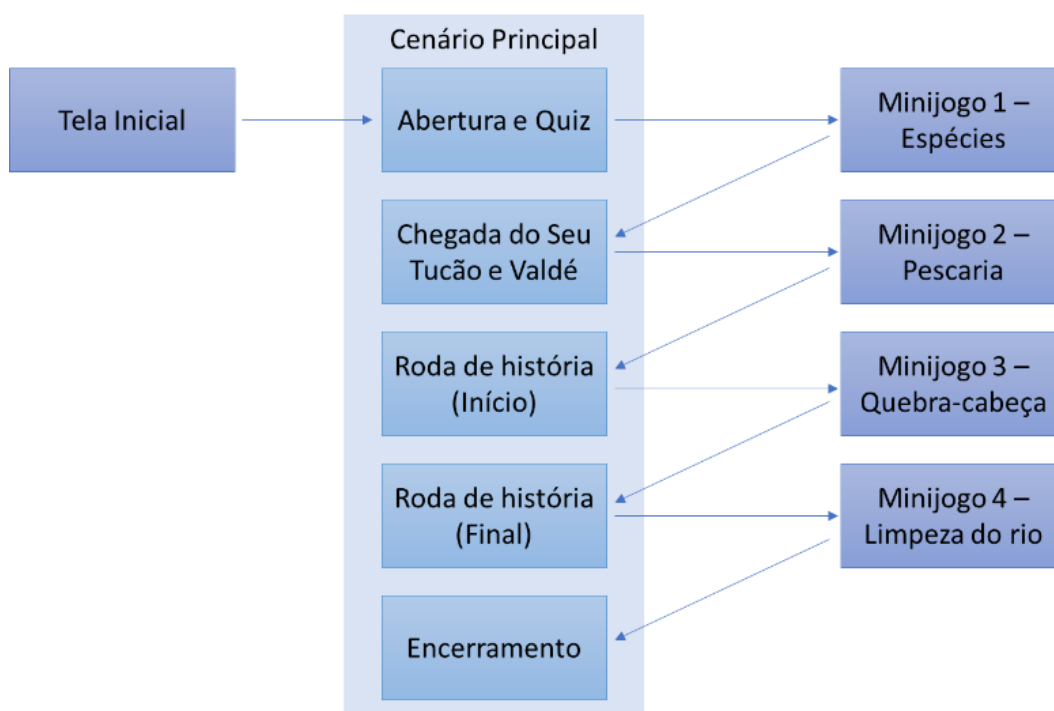 Cenário Principal
Tela Inicial
Abertura e Quiz
Minijogo 1 –
Espécies
Chegada do Seu
Tucão e Valdé
Minijogo 2 –
Pescaria
Roda de história
(Início)
Minijogo 3 –
Quebra-cabeça
Roda de história
(Final)
Minijogo 4 –
Limpeza do rio
Encerramento